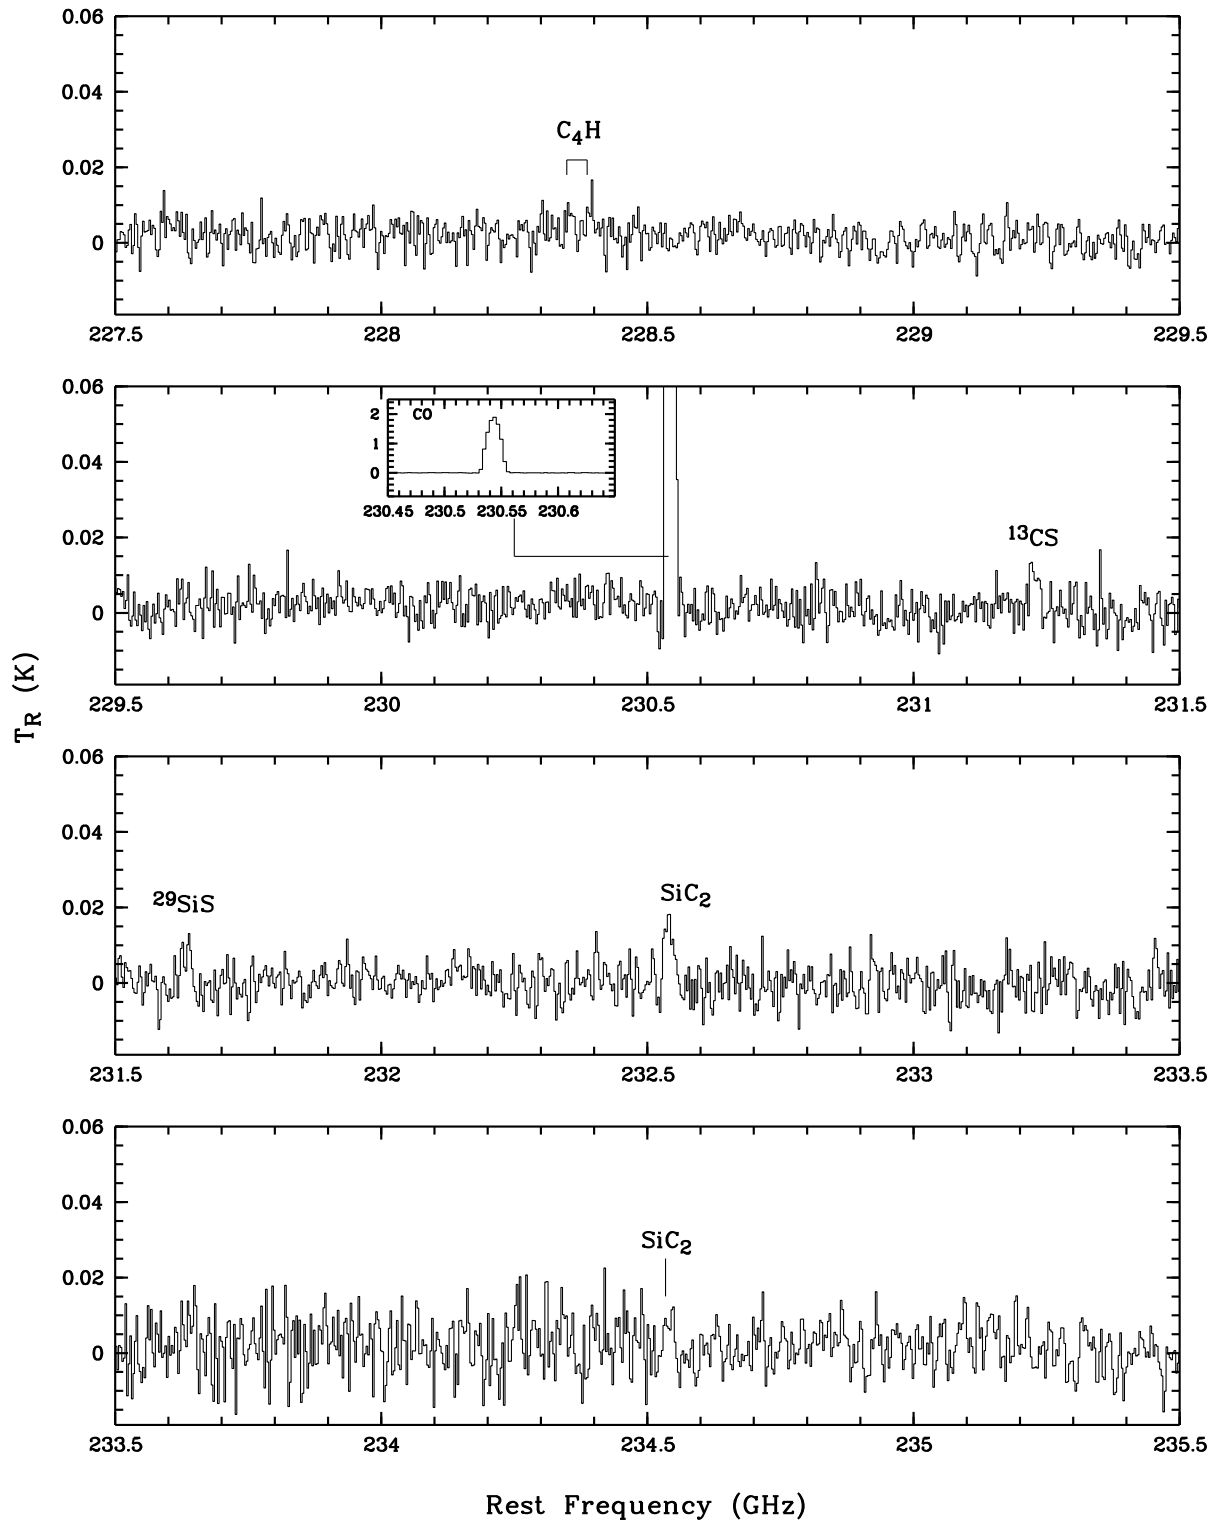 0.06
0.04
C₄H
0.02
0
227.5 228 228.5 229 229.5
0.06
2 CO
1
0
0.04
230.45 230.5 230.55 230.6
0.02
¹³CS
0
229.5 230 230.5 231 231.5
T_R (K)
0.06
0.04
0.02
²⁹SiS
SiC₂
0
231.5 232 232.5 233 233.5
0.06
0.04
SiC₂
0.02
0
233.5 234 234.5 235 235.5
Rest Frequency (GHz)